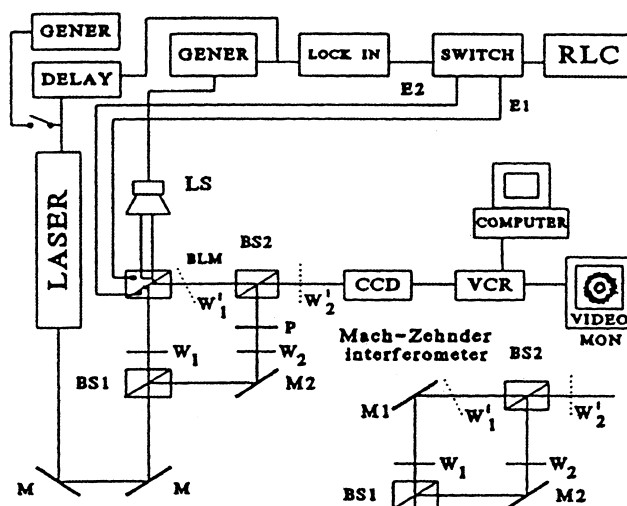 GENER
DELAY
GENER
LOCK IN
SWITCH
RLC
E2
E1
LASER
LS
BLM
BS2
W'1
W'2
CCD
VCR
COMPUTER
VIDEO
MON
P
W1
W2
BS1
M2
M
M
Mach-Zehnder
interferometer
BS2
M1
W'1
W'2
W1
W2
BS1
M2